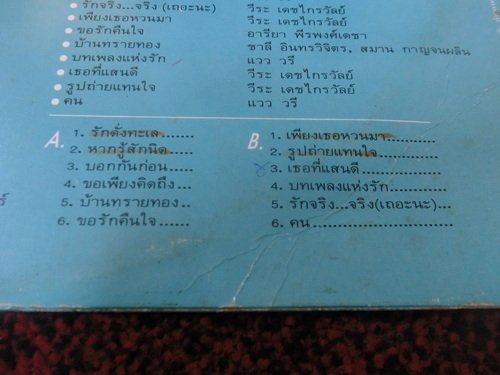 รักจริง...จริง (เถอะนะ) วีระ เดชไกรวัลย์
เพียงเธอหวนมา วีระ เดชไกรวัลย์
ขอรักคืนใจ อารียา พีรพงศ์เดชา
บ้านทรายทอง ชาลี อินทรวิจิตร, สมาน กาญจนผลิน
บทเพลงแห่งรัก แวว วรี
เธอที่แสนดี วีระ เดชไกรวัลย์
รูปถ่ายแทนใจ วีระ เดชไกรวัลย์
คน แวว วรี
A.
1. รักดั่งทะเล......
2. หากรู้สักนิด.....
3. บอกกันก่อน......
4. ขอเพียงคิดถึง...
5. บ้านทรายทอง..
6. ขอรักคืนใจ......
B.
1. เพียงเธอหวนมา......
2. รูปถ่ายแทนใจ........
3. เธอที่แสนดี............
4. บทเพลงแห่งรัก.......
5. รักจริง...จริง(เถอะนะ)...
6. คน.......................